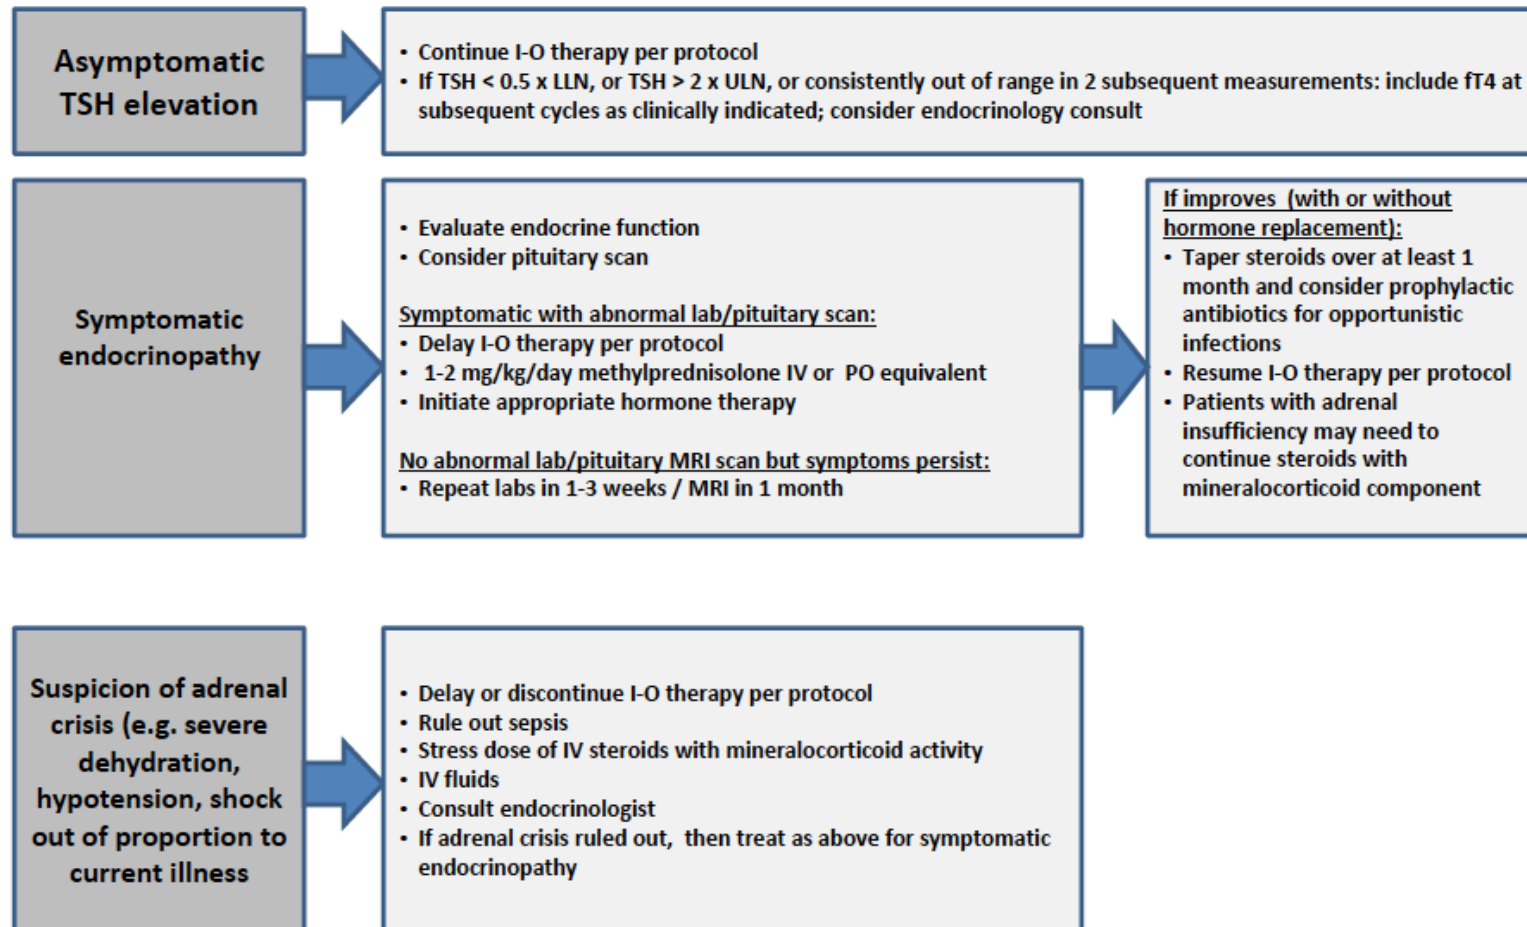 Asymptomatic
TSH elevation
• Continue I-O therapy per protocol
• If TSH < 0.5 x LLN, or TSH > 2 x ULN, or consistently out of range in 2 subsequent measurements: include fT4 at
subsequent cycles as clinically indicated; consider endocrinology consult
Symptomatic
endocrinopathy
• Evaluate endocrine function
• Consider pituitary scan
Symptomatic with abnormal lab/pituitary scan:
• Delay I-O therapy per protocol
• 1-2 mg/kg/day methylprednisolone IV or PO equivalent
• Initiate appropriate hormone therapy
No abnormal lab/pituitary MRI scan but symptoms persist:
• Repeat labs in 1-3 weeks / MRI in 1 month
If improves (with or without
hormone replacement):
• Taper steroids over at least 1
month and consider prophylactic
antibiotics for opportunistic
infections
• Resume I-O therapy per protocol
• Patients with adrenal
insufficiency may need to
continue steroids with
mineralocorticoid component
Suspicion of adrenal
crisis (e.g. severe
dehydration,
hypotension, shock
out of proportion to
current illness
• Delay or discontinue I-O therapy per protocol
• Rule out sepsis
• Stress dose of IV steroids with mineralocorticoid activity
• IV fluids
• Consult endocrinologist
• If adrenal crisis ruled out, then treat as above for symptomatic
endocrinopathy